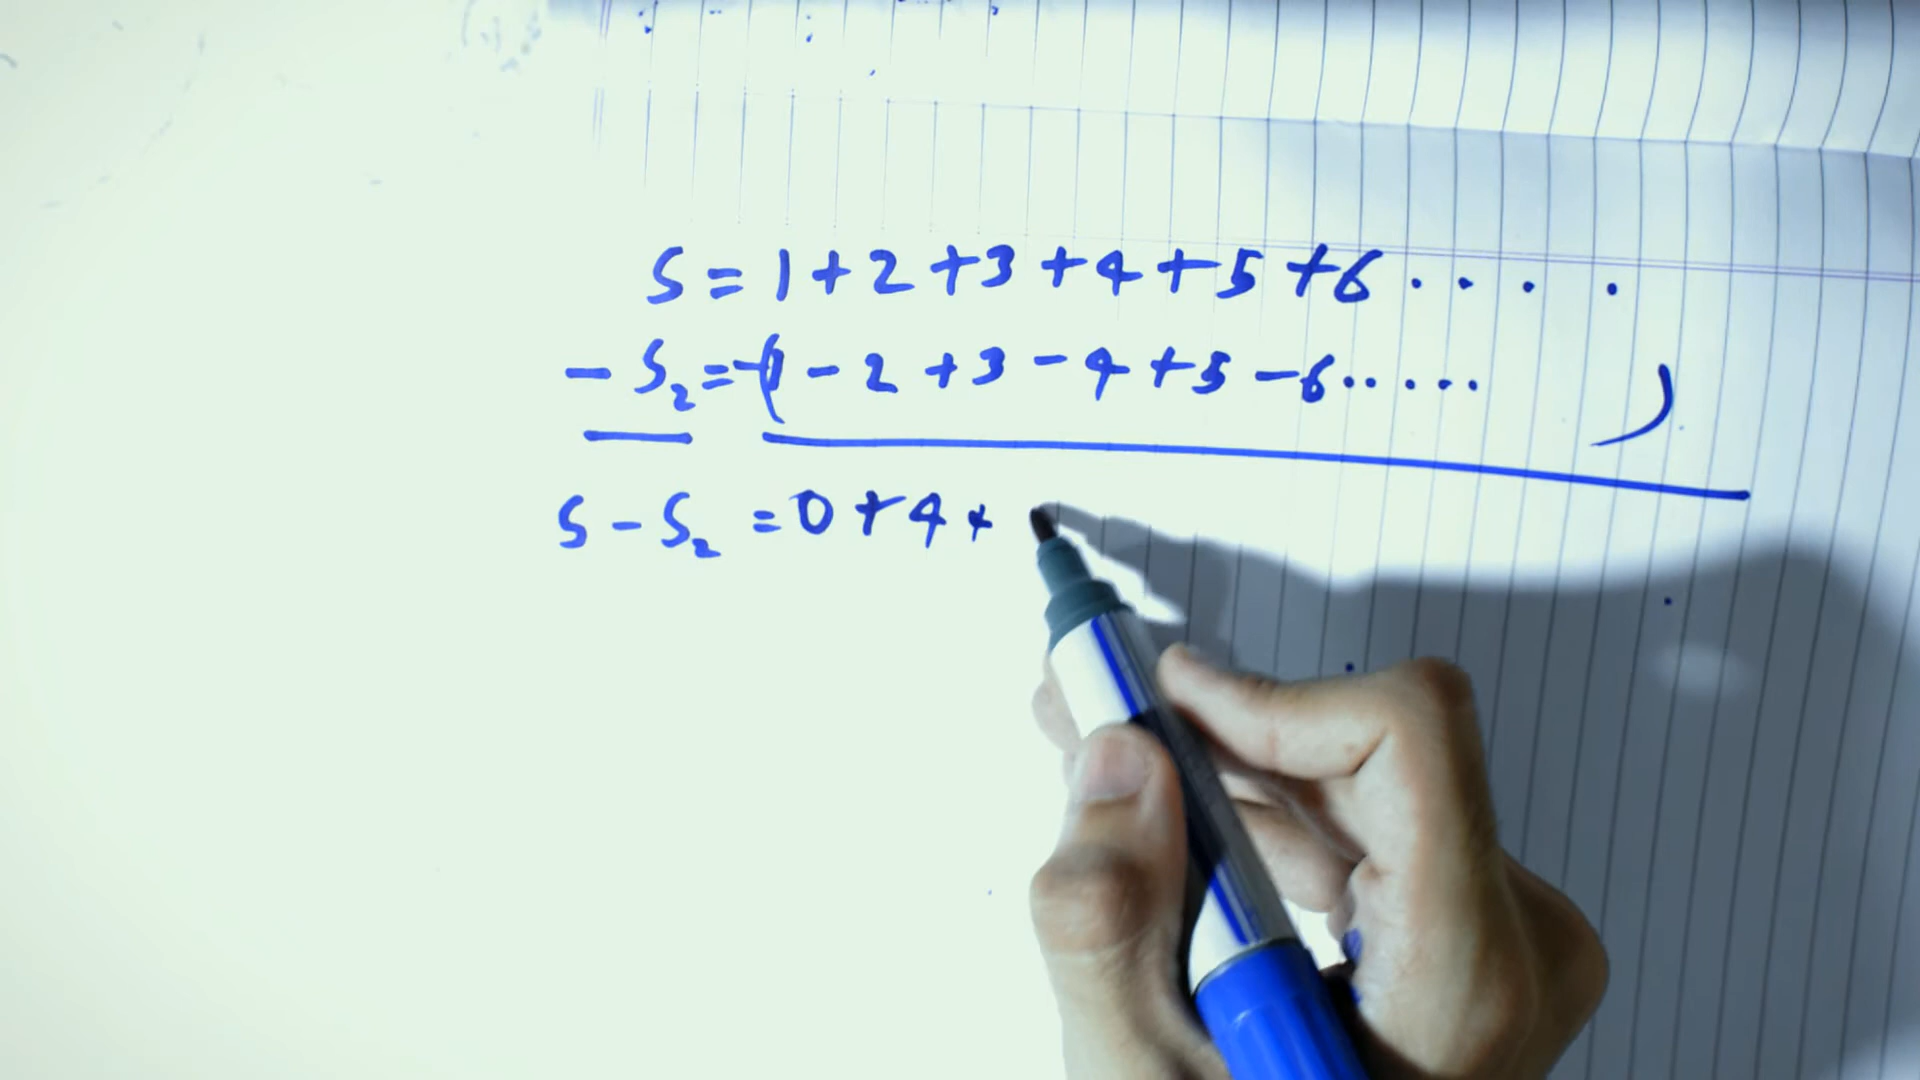 S = 1 + 2 + 3 + 4 + 5 + 6 . . . .
- S₂ = -(1 - 2 + 3 - 4 + 5 - 6 . . . . . )
S - S₂ = 0 + 4 +